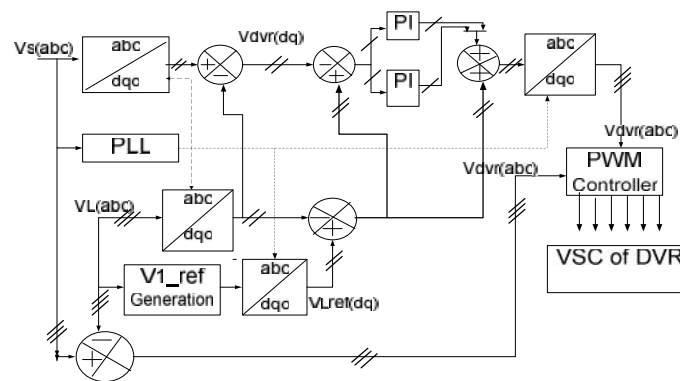 Vs(abc)
abc
dqo
+ −
Vdvr(dq)
+ −
PI
PI
+
+
abc
dqo
Vdvr(abc)
PLL
Vdvr(abc)
PWM
Controller
VL(abc)
abc
dqo
−
+
V1_ref
Generation
abc
dqo
VLref(dq)
VSC of DVR
−
+